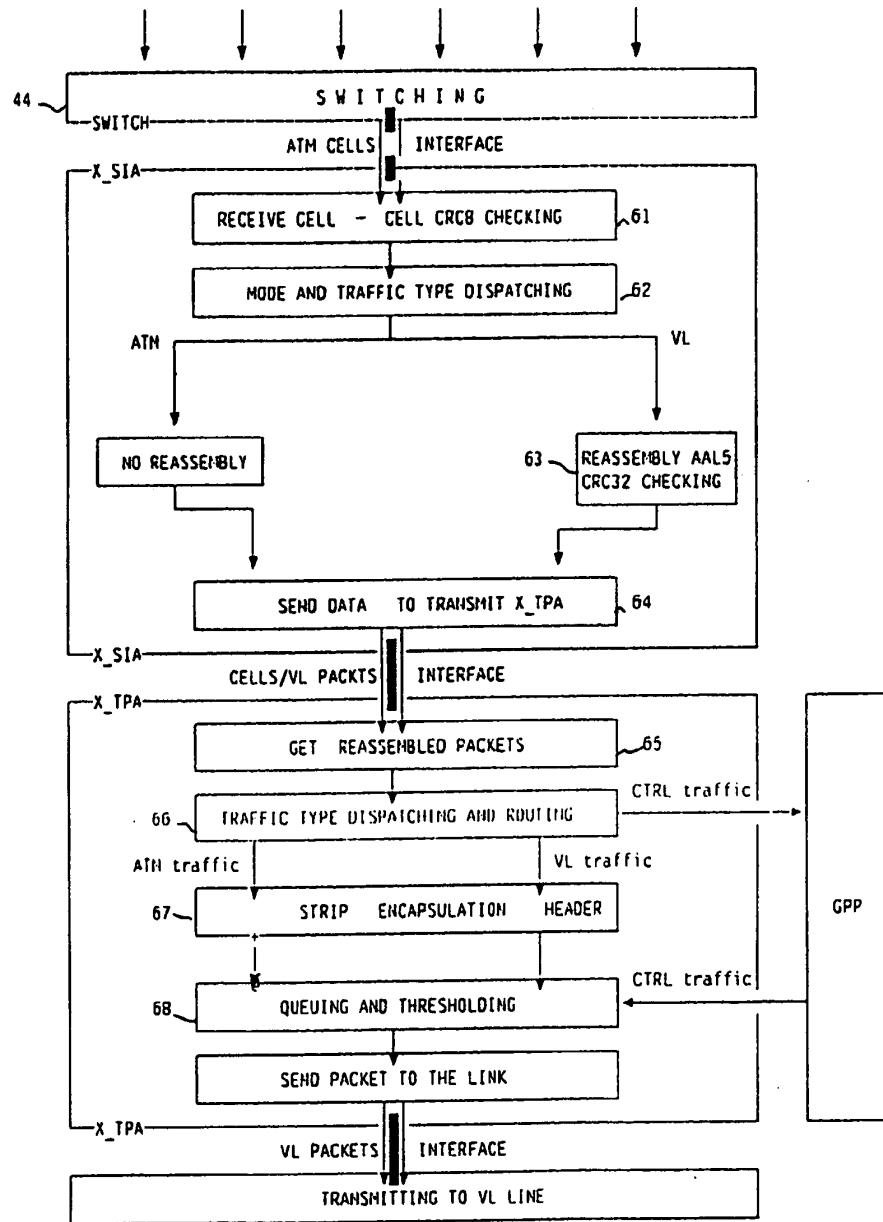 S W I T C H I N G
44
SWITCH
ATM CELLS INTERFACE
X_SIA
RECEIVE CELL - CELL CRC8 CHECKING
61
MODE AND TRAFFIC TYPE DISPATCHING
62
ATM
VL
NO REASSEMBLY
63
REASSEMBLY AAL5
CRC32 CHECKING
SEND DATA TO TRANSMIT X_TPA
64
X_SIA
CELLS/VL PACKTS INTERFACE
X_TPA
GET REASSEMBLED PACKETS
65
CTRL traffic
66
TRAFFIC TYPE DISPATCHING AND ROUTING
ATM traffic
VL traffic
67
STRIP ENCAPSULATION HEADER
GPP
CTRL traffic
68
QUEUING AND THRESHOLDING
SEND PACKET TO THE LINK
X_TPA
VL PACKETS INTERFACE
TRANSMITTING TO VL LINE